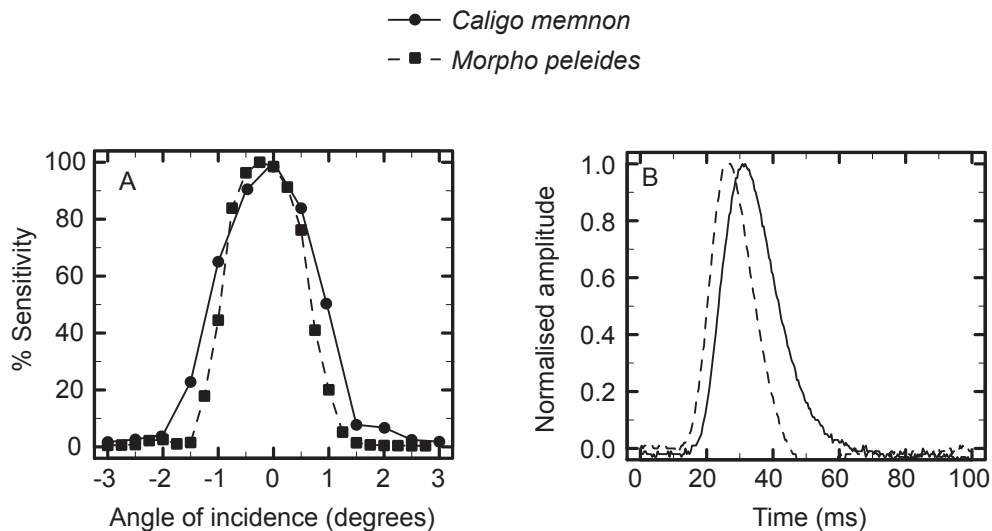 Caligo memnon
Morpho peleides
A
% Sensitivity
100
80
60
40
20
0
-3 -2 -1 0 1 2 3
Angle of incidence (degrees)
B
Normalised amplitude
1.0
0.8
0.6
0.4
0.2
0.0
0 20 40 60 80 100
Time (ms)